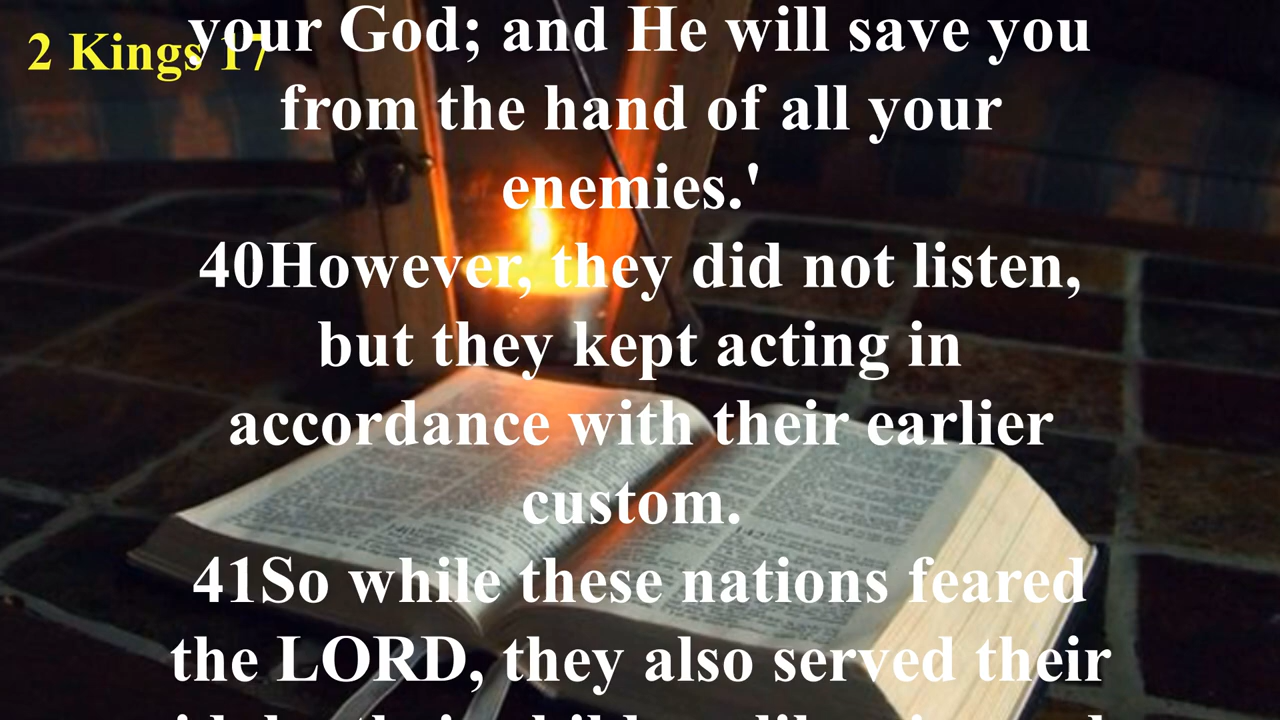 your God; and He will save you
2 Kings 17
from the hand of all your
enemies.'
40However, they did not listen,
but they kept acting in
accordance with their earlier
custom.
41So while these nations feared
the LORD, they also served their